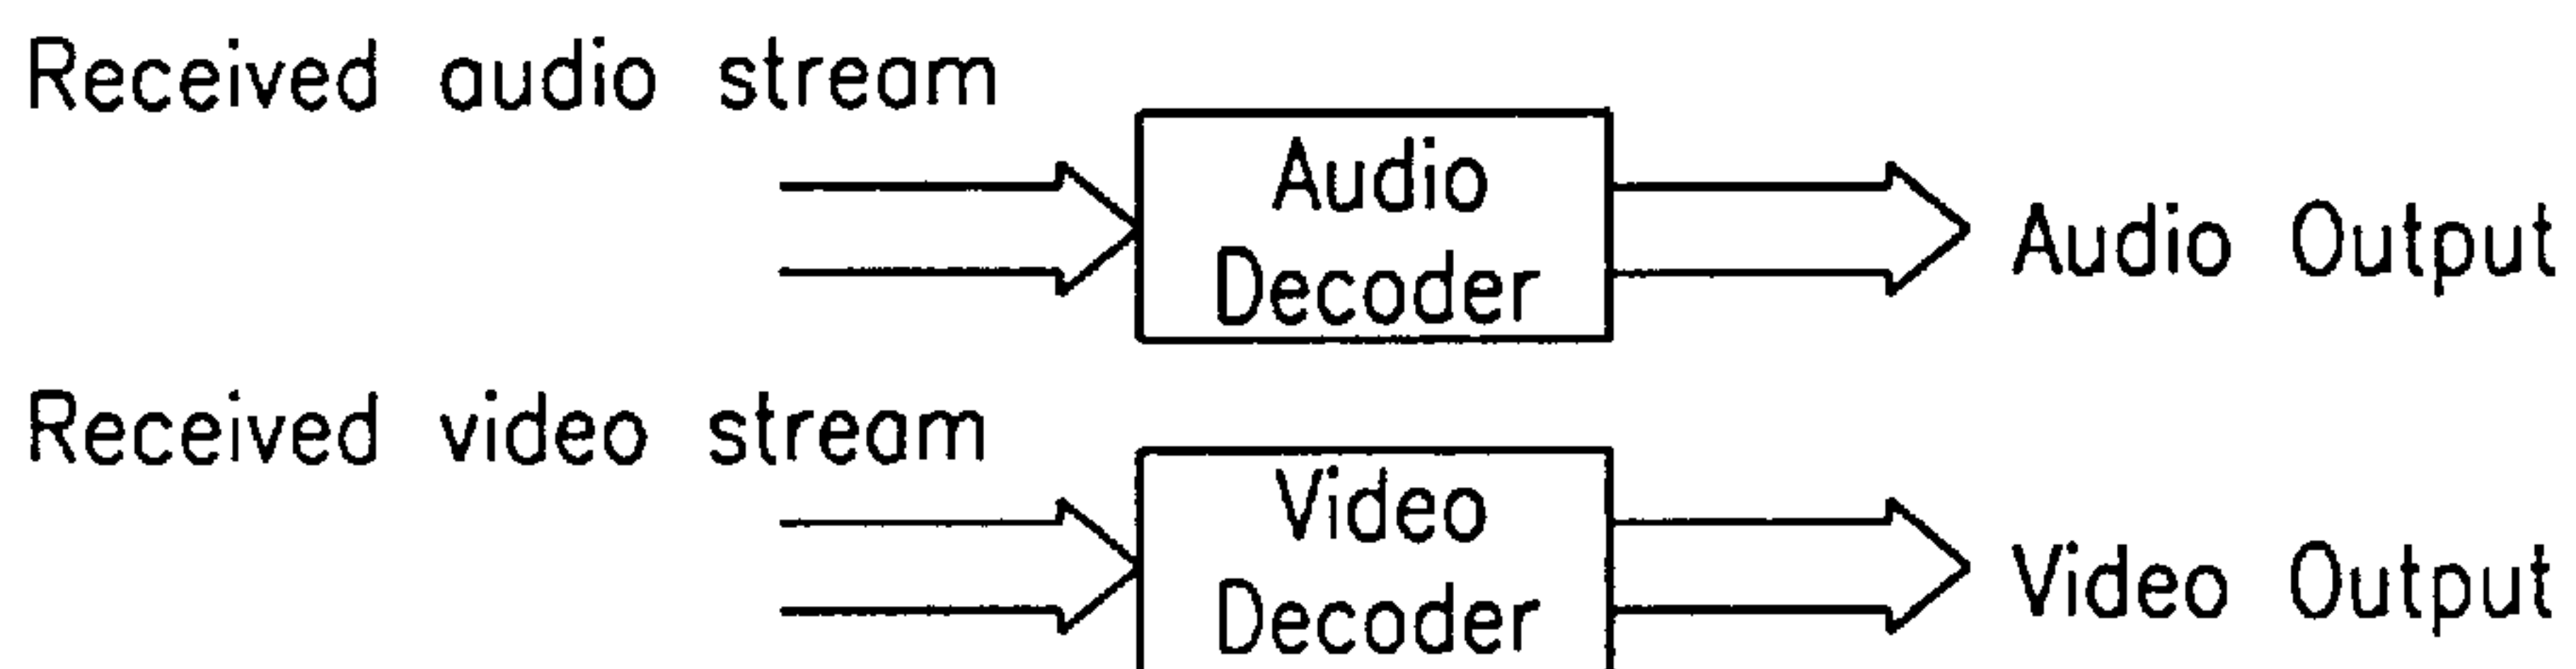 Received audio stream
Audio
Decoder
Audio Output
Received video stream
Video
Decoder
Video Output